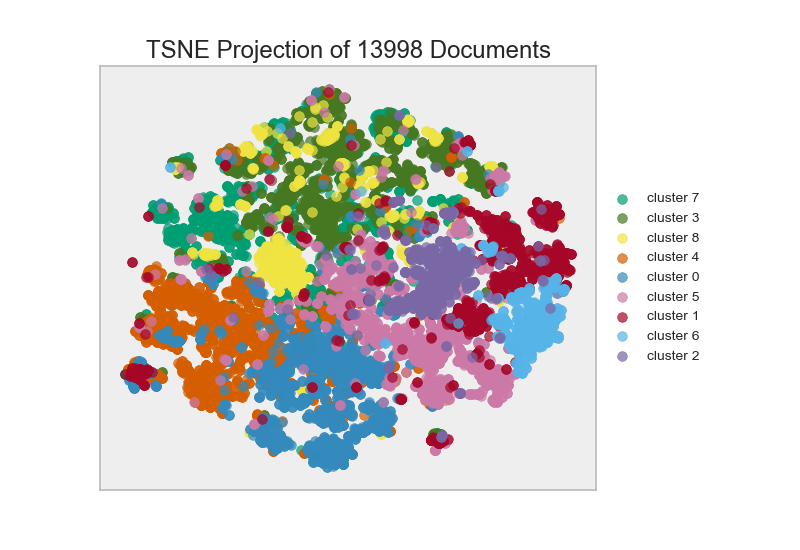 TSNE Projection of 13998 Documents
cluster 7
cluster 3
cluster 8
cluster 4
cluster 0
cluster 5
cluster 1
cluster 6
cluster 2